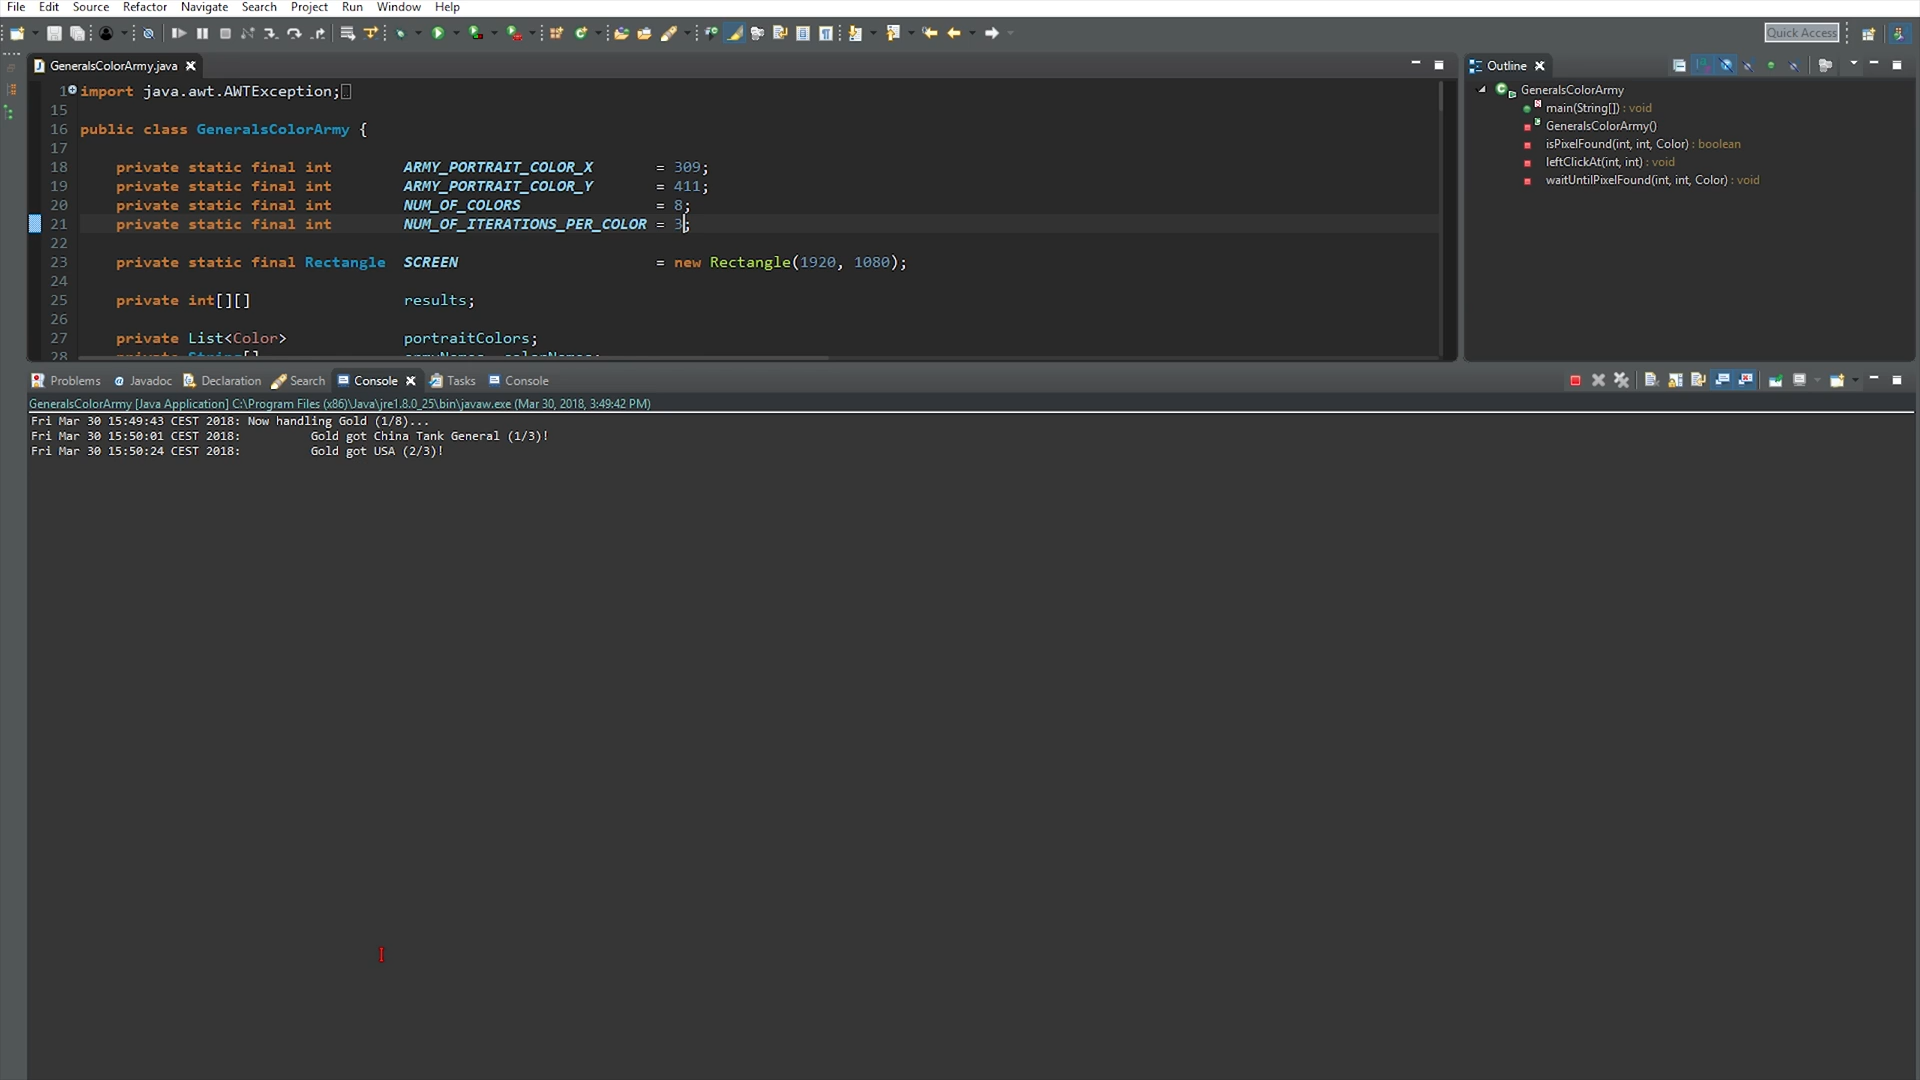 File Edit Source Refactor Navigate Search Project Run Window Help
Quick Access
GeneralsColorArmy.java
1 import java.awt.AWTException;
15
16 public class GeneralsColorArmy {
17
18 private static final int ARMY_PORTRAIT_COLOR_X = 309;
19 private static final int ARMY_PORTRAIT_COLOR_Y = 411;
20 private static final int NUM_OF_COLORS = 8;
21 private static final int NUM_OF_ITERATIONS_PER_COLOR = 3;
22
23 private static final Rectangle SCREEN = new Rectangle(1920, 1080);
24
25 private int[][] results;
26
27 private List<Color> portraitColors;
28 private String[] armyNames, colorNames;
Outline
GeneralsColorArmy
main(String[]) : void
GeneralsColorArmy()
isPixelFound(int, int, Color) : boolean
leftClickAt(int, int) : void
waitUntilPixelFound(int, int, Color) : void
Problems Javadoc Declaration Search Console Tasks Console
GeneralsColorArmy [Java Application] C:\Program Files (x86)\Java\jre1.8.0_25\bin\javaw.exe (Mar 30, 2018, 3:49:42 PM)
Fri Mar 30 15:49:43 CEST 2018: Now handling Gold (1/8)...
Fri Mar 30 15:50:01 CEST 2018: Gold got China Tank General (1/3)!
Fri Mar 30 15:50:24 CEST 2018: Gold got USA (2/3)!